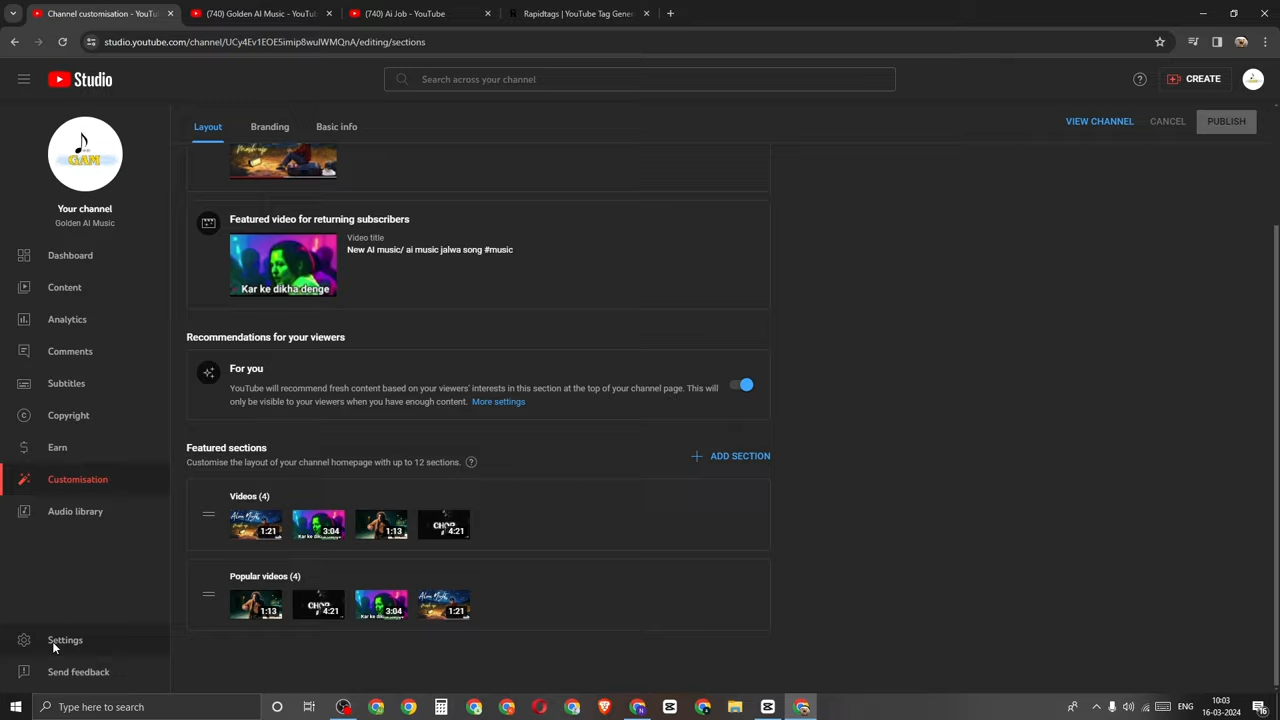 Channel customisation - YouTu
(740) Golden AI Music - YouTube
(740) Ai Job - YouTube
Rapidtags | YouTube Tag Gene
studio.youtube.com/channel/UCy4Ev1EOE5imip8wuIWMQnA/editing/sections
Studio
Search across your channel
CREATE
Layout
Branding
Basic info
VIEW CHANNEL
CANCEL
PUBLISH
GAM
Your channel
Golden AI Music
Dashboard
Content
Analytics
Comments
Subtitles
Copyright
Earn
Customisation
Audio library
Settings
Send feedback
Featured video for returning subscribers
Video title
New AI music/ ai music jalwa song #music
Kar ke dikha denge
Recommendations for your viewers
For you
YouTube will recommend fresh content based on your viewers' interests in this section at the top of your channel page. This will
only be visible to your viewers when you have enough content. More settings
Featured sections
Customise the layout of your channel homepage with up to 12 sections.
ADD SECTION
Videos (4)
1:21
3:04
1:13
4:21
Popular videos (4)
1:13
4:21
3:04
1:21
Type here to search
ENG
10:03
16-03-2024